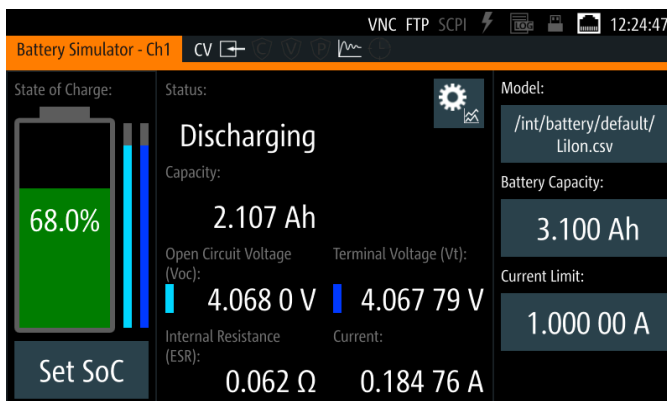 VNC FTP SCPI LOG 12:24:47
Battery Simulator - Ch1 CV C V P
State of Charge:
68.0%
Set SoC
Status:
Discharging
Capacity:
2.107 Ah
Open Circuit Voltage
(Voc):
4.068 0 V
Terminal Voltage (Vt):
4.067 79 V
Internal Resistance
(ESR):
0.062 Ω
Current:
0.184 76 A
Model:
/int/battery/default/
LiIon.csv
Battery Capacity:
3.100 Ah
Current Limit:
1.000 00 A